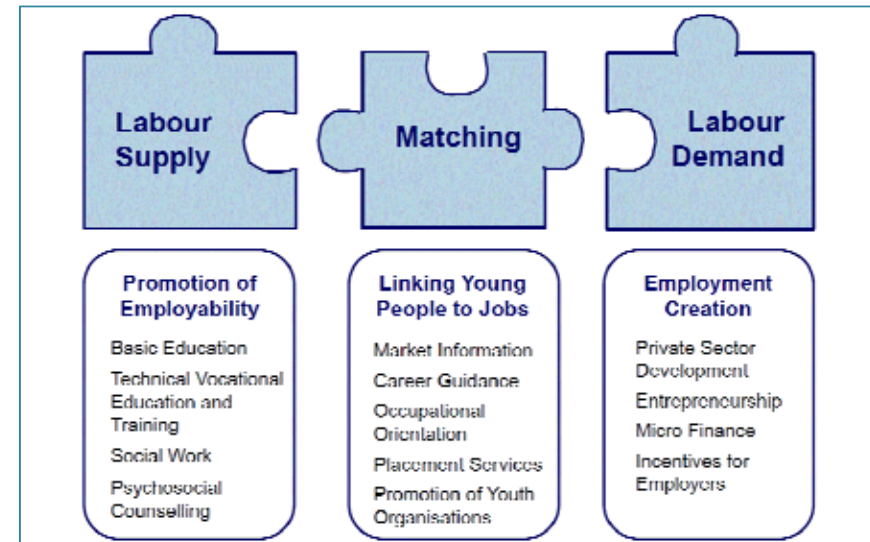 Labour
Supply
Matching
Labour
Demand
Promotion of
Employability
Basic Education
Technical Vocational
Education and
Training
Social Work
Psychosocial
Counselling
Linking Young
People to Jobs
Market Information
Career Guidance
Occupational
Orientation
Placement Services
Promotion of Youth
Organisations
Employment
Creation
Private Sector
Development
Entrepreneurship
Micro Finance
Incentives for
Employers